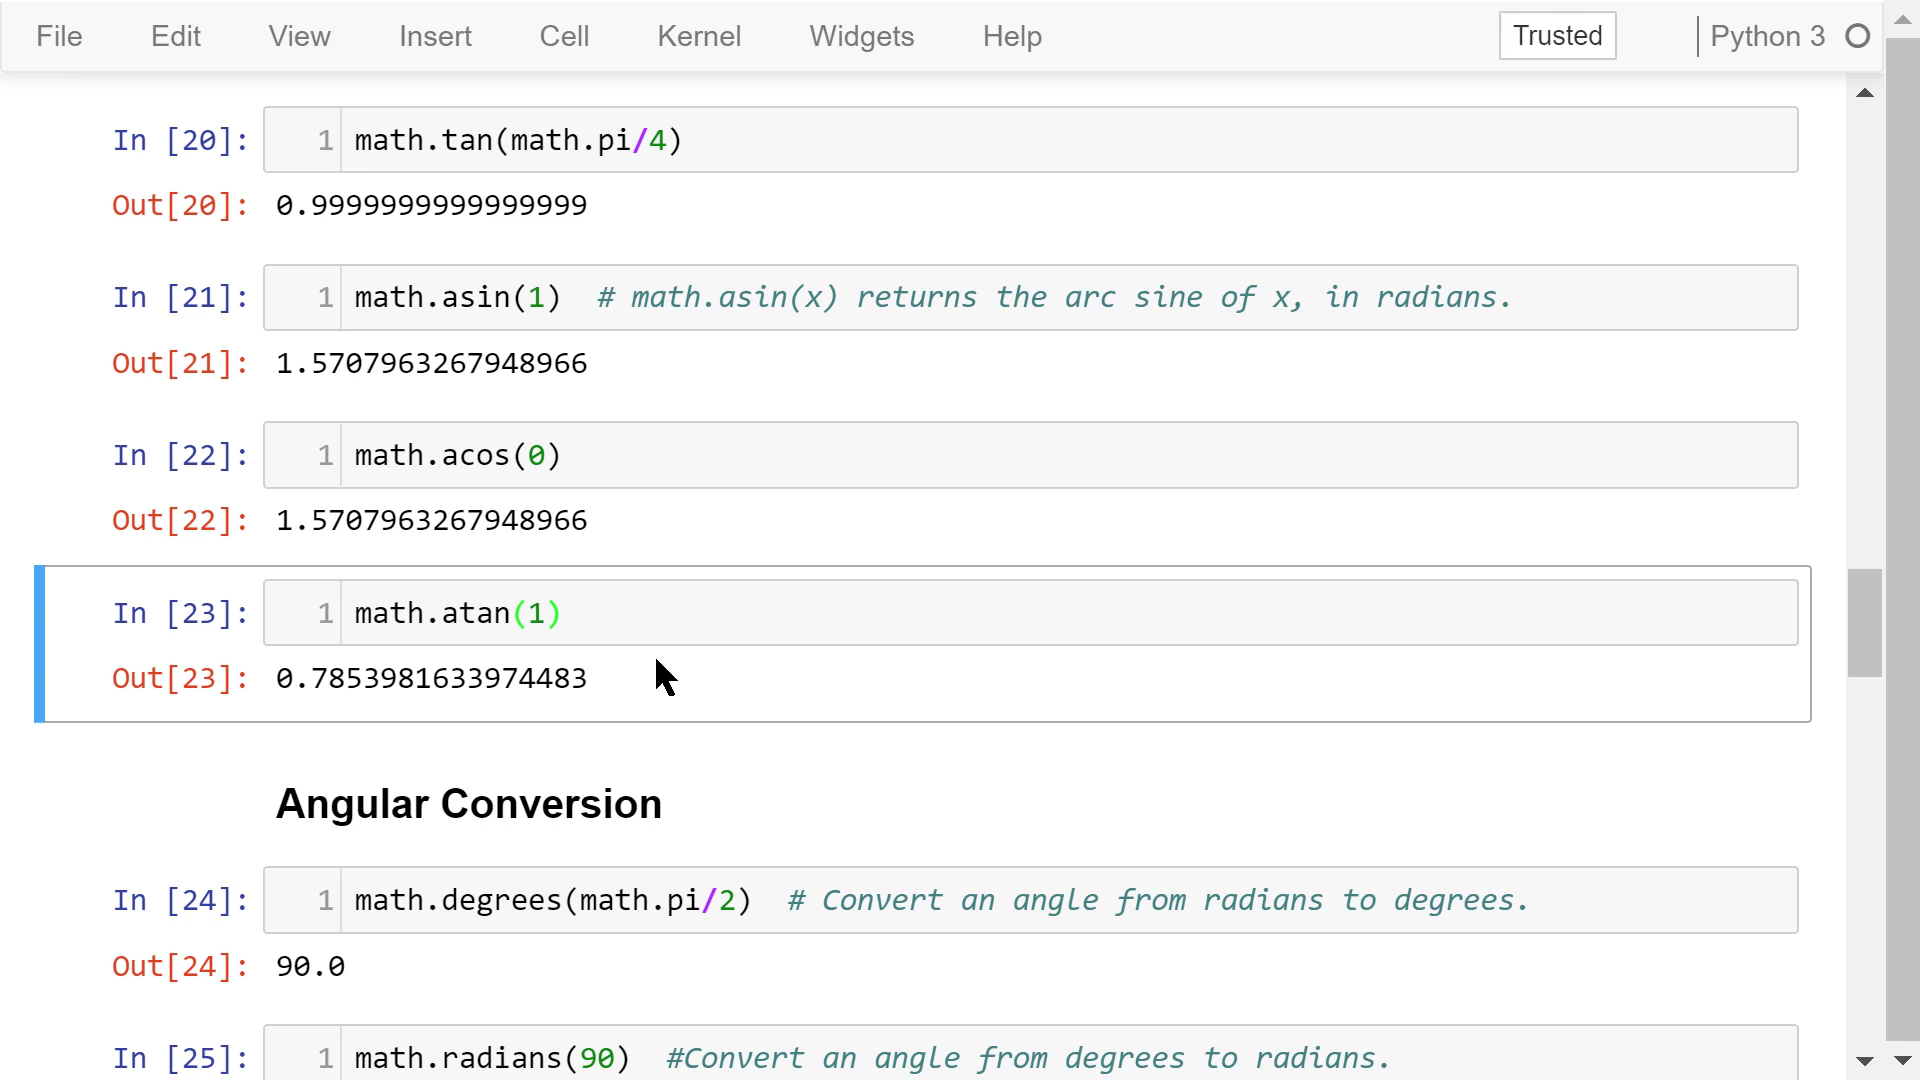 File Edit View Insert Cell Kernel Widgets Help Trusted Python 3
In [20]: 1 math.tan(math.pi/4)
Out[20]: 0.9999999999999999
In [21]: 1 math.asin(1)  # math.asin(x) returns the arc sine of x, in radians.
Out[21]: 1.5707963267948966
In [22]: 1 math.acos(0)
Out[22]: 1.5707963267948966
In [23]: 1 math.atan(1)
Out[23]: 0.7853981633974483
Angular Conversion
In [24]: 1 math.degrees(math.pi/2)  # Convert an angle from radians to degrees.
Out[24]: 90.0
In [25]: 1 math.radians(90)  #Convert an angle from degrees to radians.